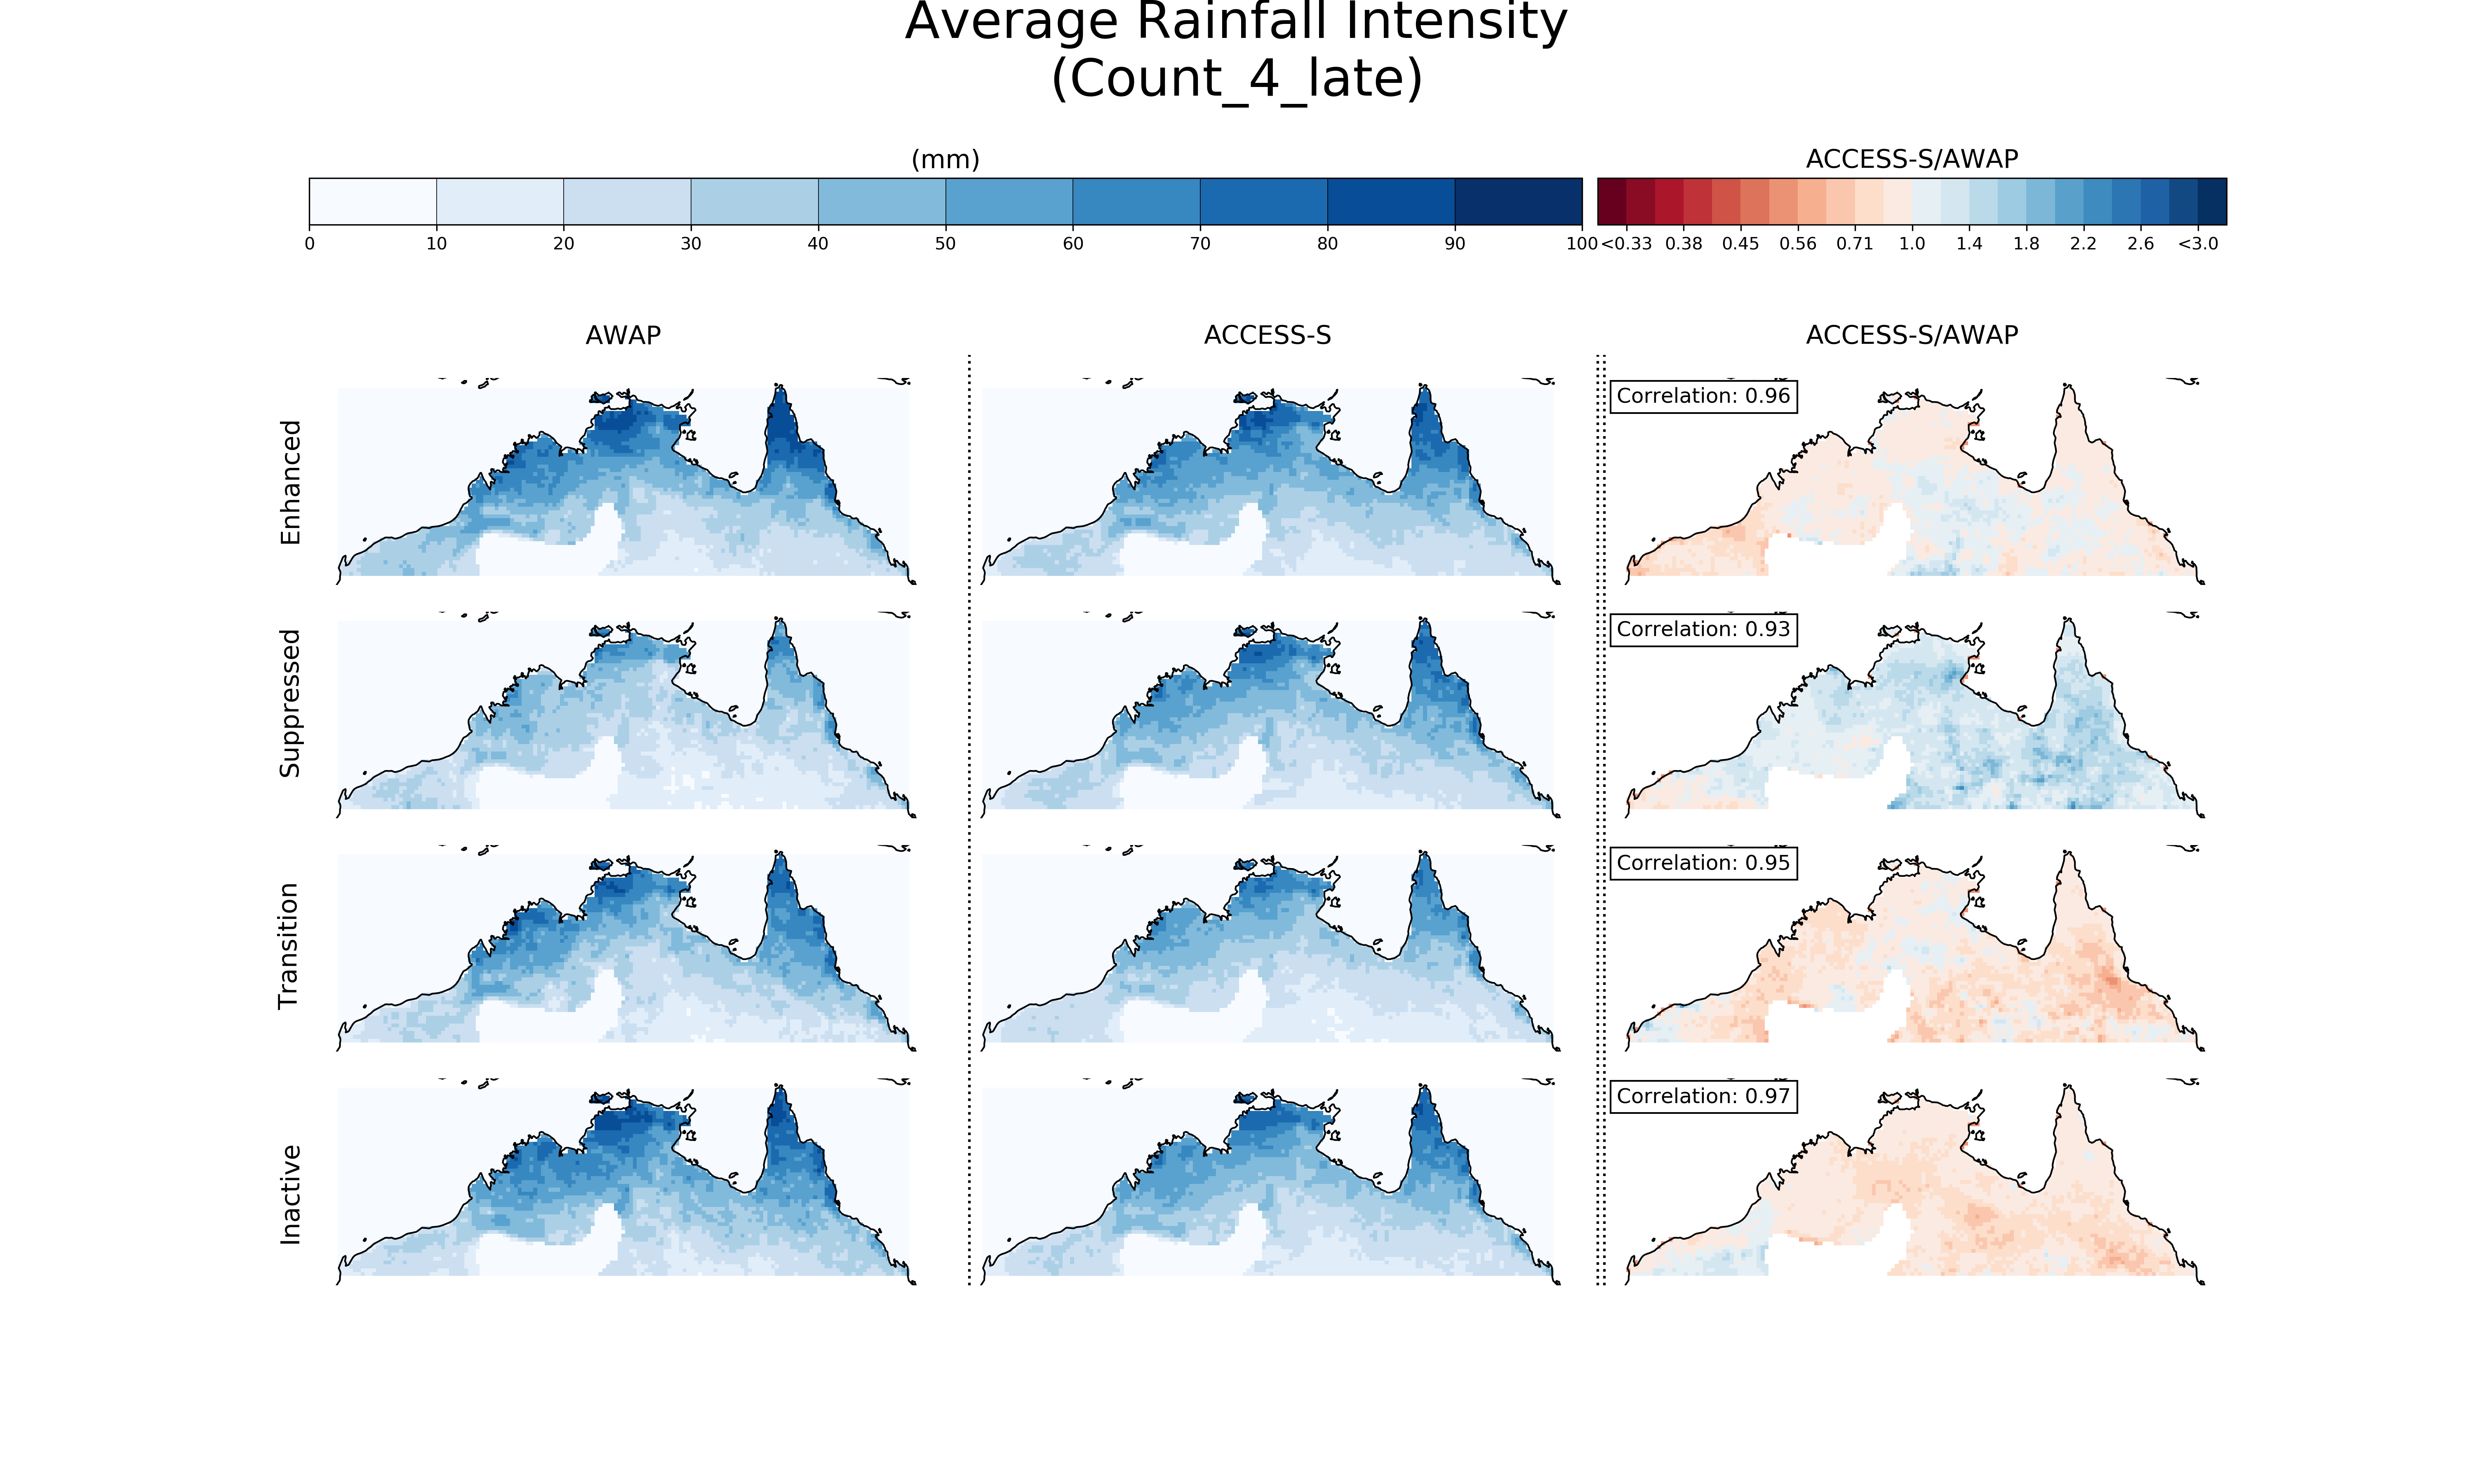 Average Rainfall Intensity
(Count_4_late)
(mm)
ACCESS-S/AWAP
0 10 20 30 40 50 60 70 80 90 100
<0.33 0.38 0.45 0.56 0.71 1.0 1.4 1.8 2.2 2.6 <3.0
AWAP
ACCESS-S
ACCESS-S/AWAP
Enhanced
Correlation: 0.96
Suppressed
Correlation: 0.93
Transition
Correlation: 0.95
Inactive
Correlation: 0.97